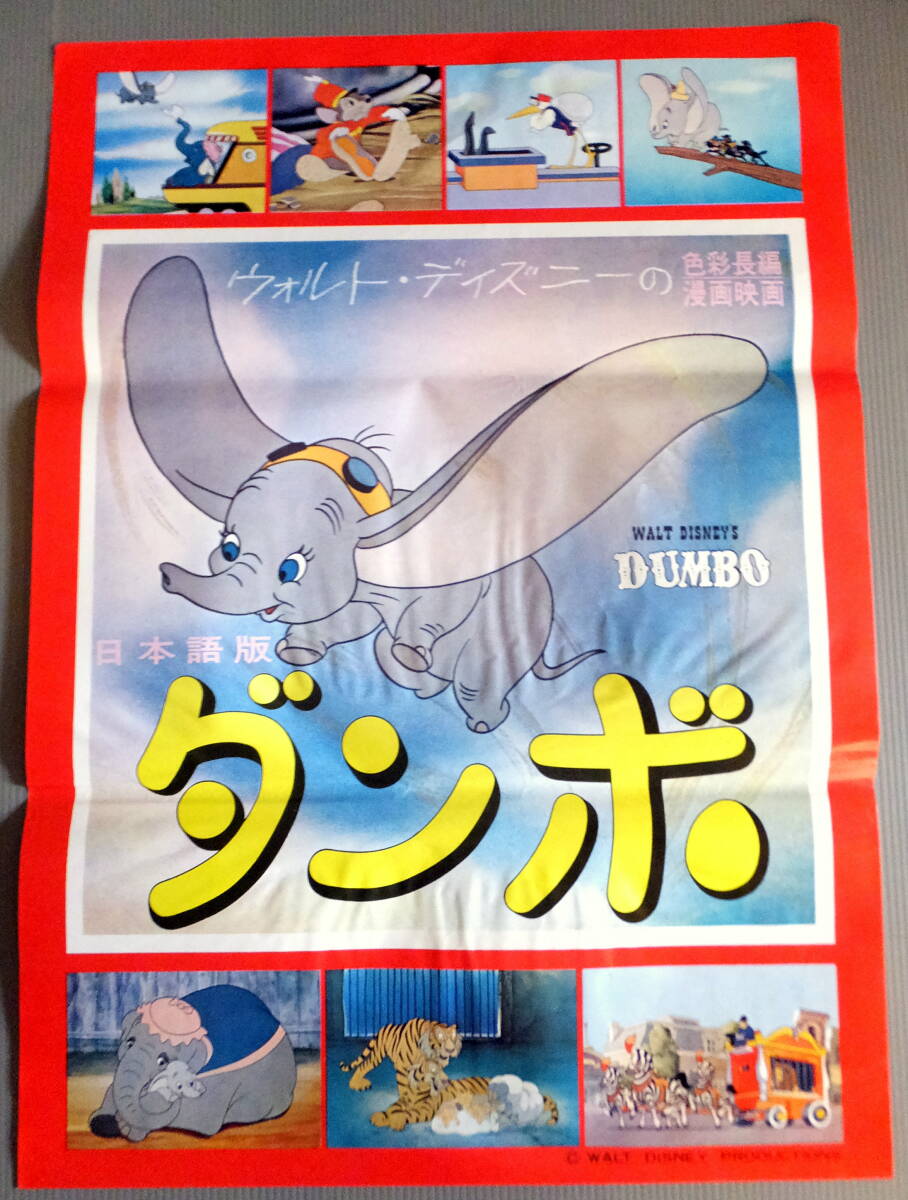 ウォルト・ディズニーの
色彩長編
漫画映画
WALT DISNEY'S
DUMBO
日本語版
ダンボ
© WALT DISNEY PRODUCTIONS